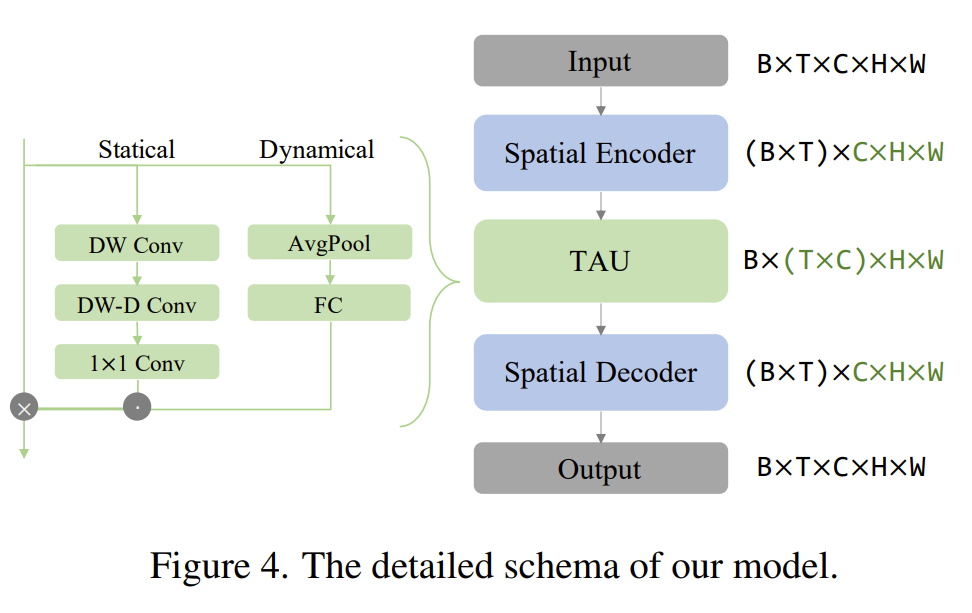 Input
B×T×C×H×W
Statical
Dynamical
Spatial Encoder
(B×T)×C×H×W
DW Conv
AvgPool
TAU
B×(T×C)×H×W
DW-D Conv
FC
1×1 Conv
Spatial Decoder
(B×T)×C×H×W
×
·
Output
B×T×C×H×W
Figure 4. The detailed schema of our model.